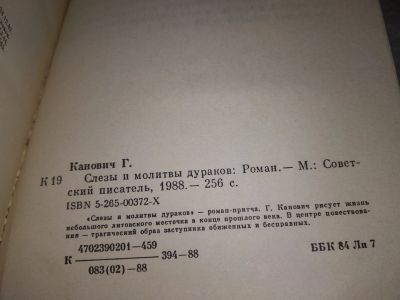 Канович Г.
К 19 Слезы и молитвы дураков: Роман.— М.: Совет-
ский писатель, 1988.— 256 с.
ISBN 5-265-00372-X
«Слезы и молитвы дураков» — роман-притча. Г. Канович рисует жизнь
небольшого литовского местечка в конце прошлого века. В центре повествова-
ния — трагический образ заступника обиженных и бесправных.
4702390201—459
К ———— 394—88
083(02)—88
ББК 84 Ли 7